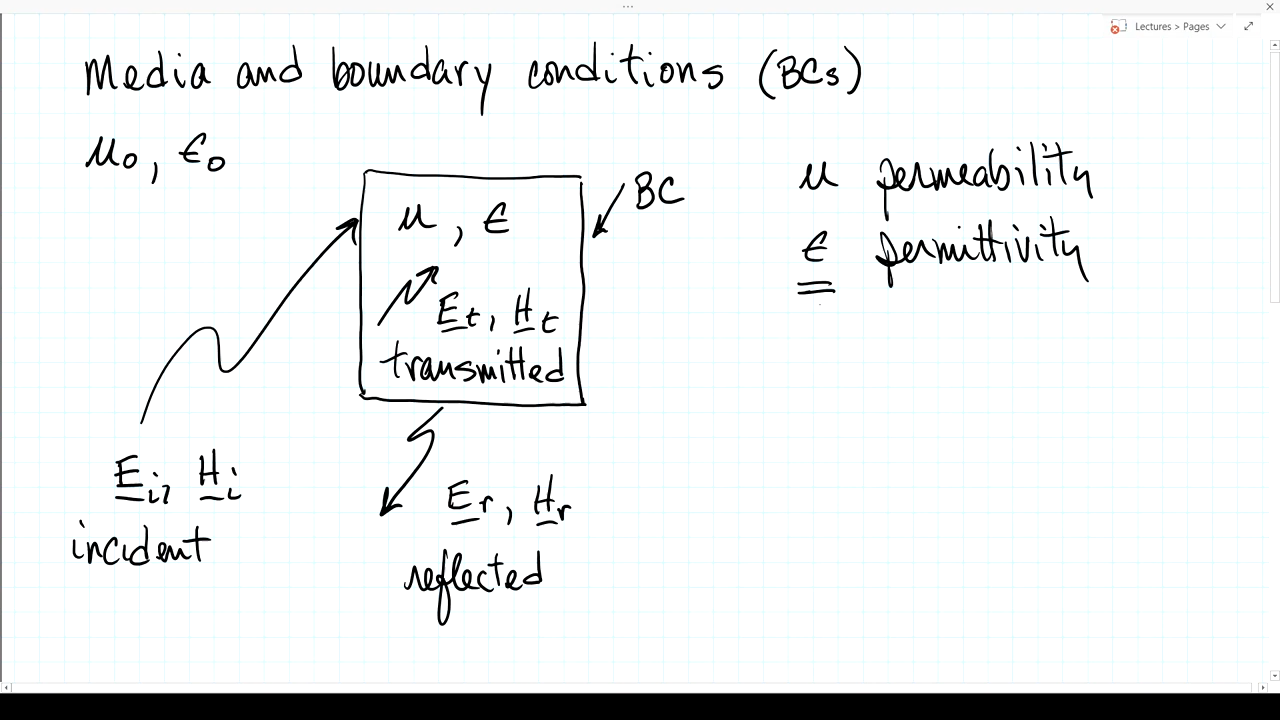 Lectures > Pages
Media and boundary conditions (BCs)
μ₀, ϵ₀
μ permeability
BC
μ, ϵ
ϵ permittivity
E_t, H_t
transmitted
E_i, H_i
incident
E_r, H_r
reflected